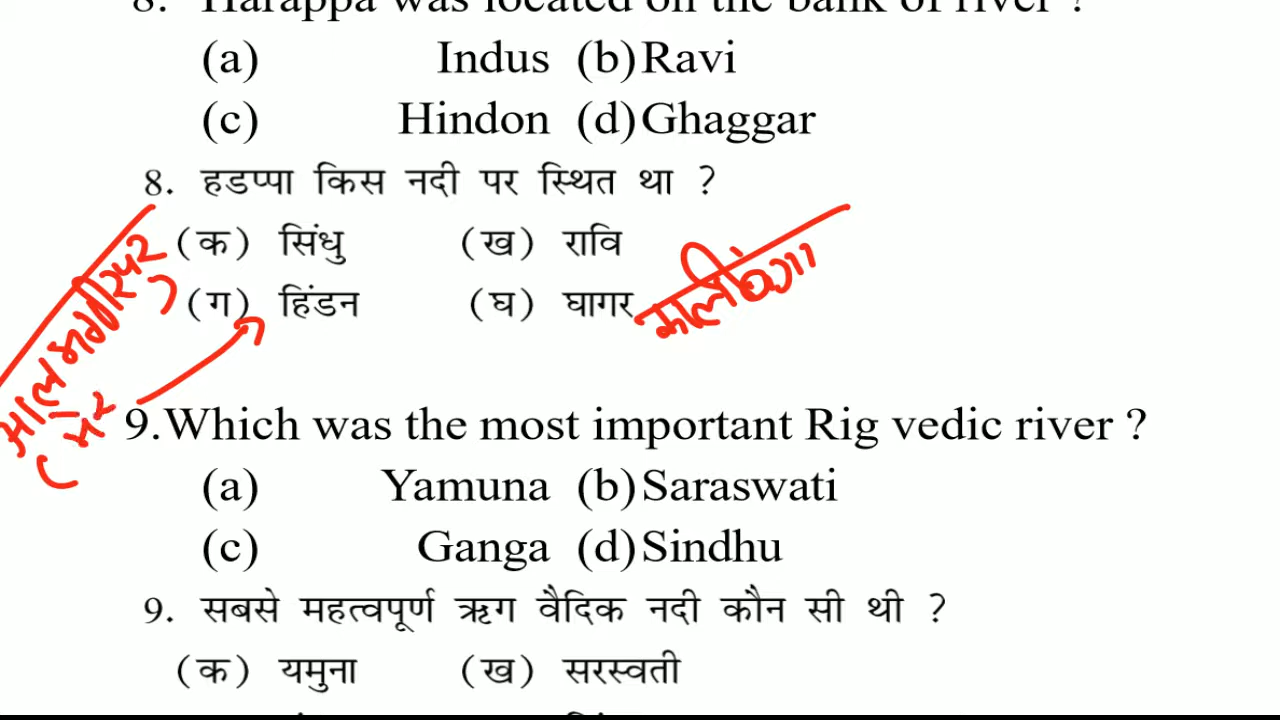 8. Harappa was located on the bank of river ?
(a) Indus (b) Ravi
(c) Hindon (d) Ghaggar
8. हडप्पा किस नदी पर स्थित था ?
(क) सिंधु (ख) रावि
(ग) हिंडन (घ) घागर
कालीबंगा
9. Which was the most important Rig vedic river ?
(a) Yamuna (b) Saraswati
(c) Ganga (d) Sindhu
9. सबसे महत्वपूर्ण ऋग वैदिक नदी कौन सी थी ?
(क) यमुना (ख) सरस्वती